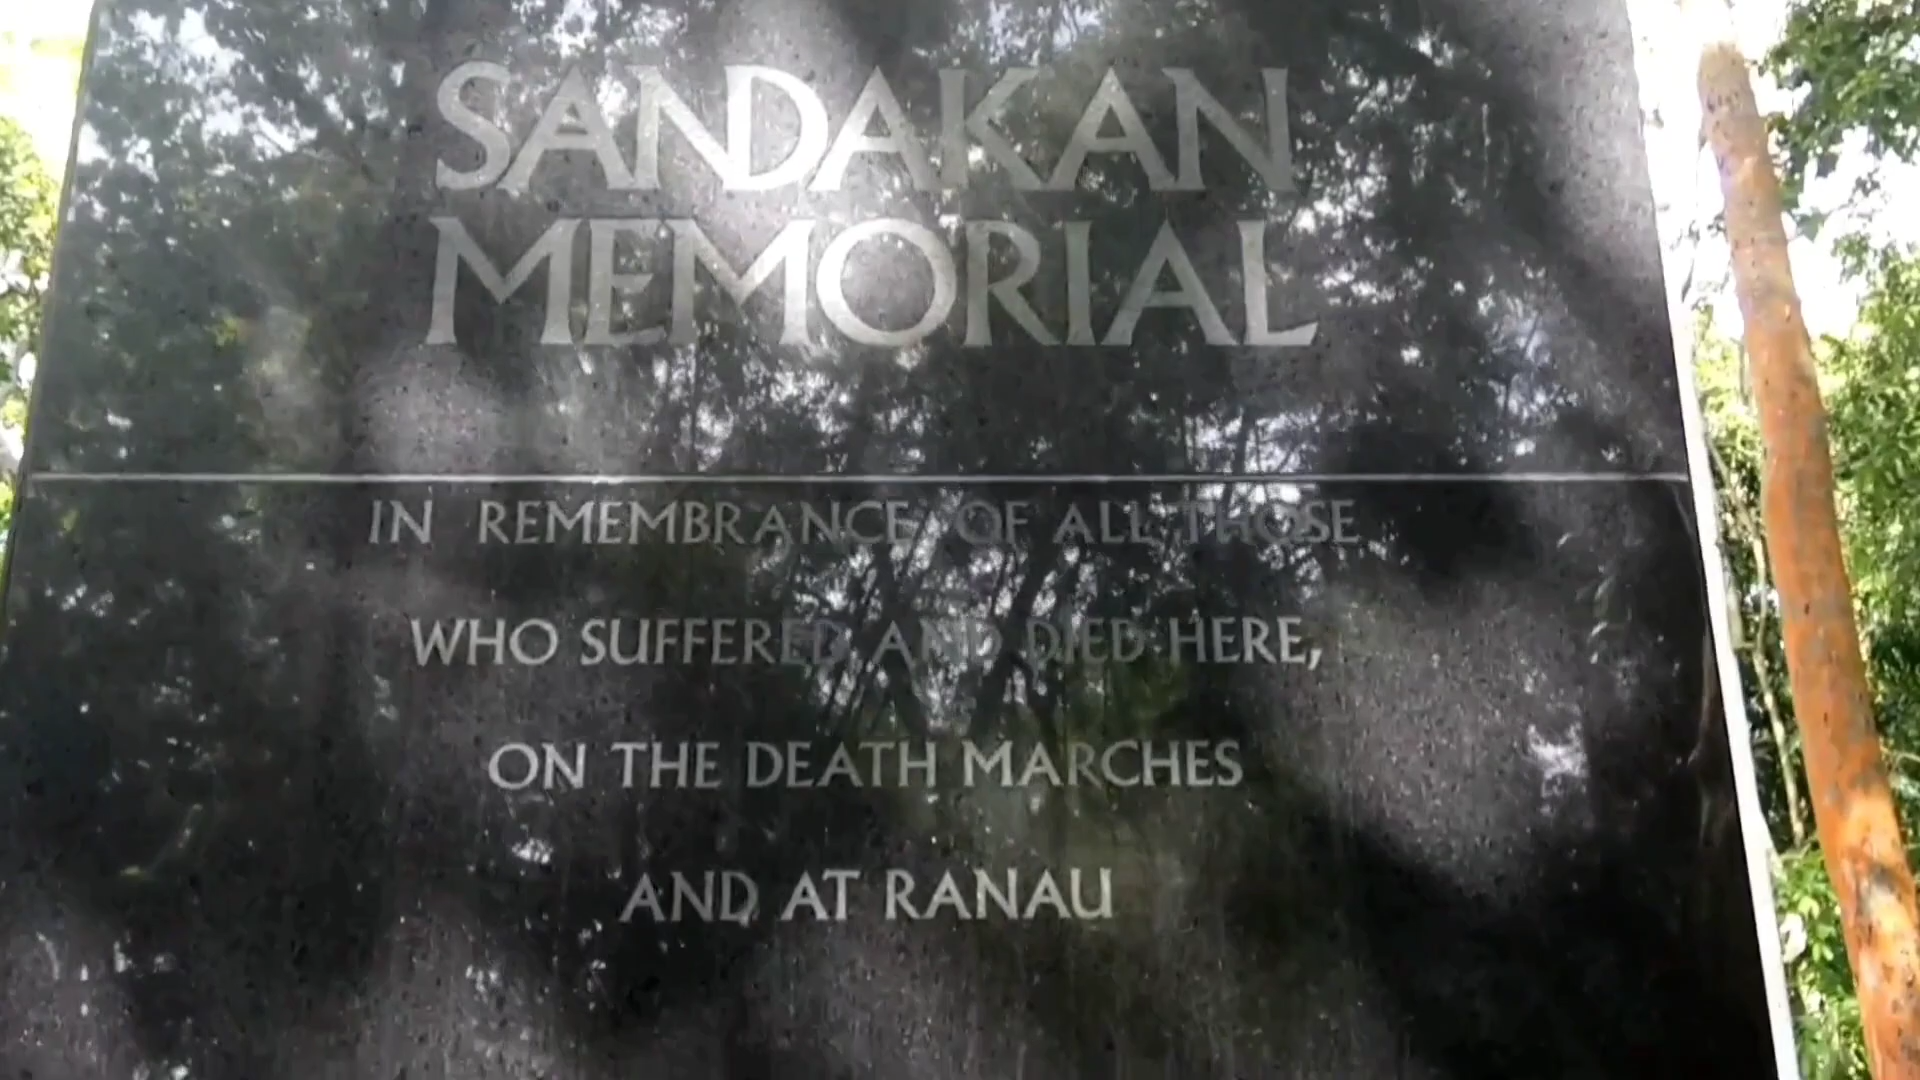 SANDAKAN
MEMORIAL
IN REMEMBRANCE OF ALL THOSE
WHO SUFFERED AND DIED HERE,
ON THE DEATH MARCHES
AND AT RANAU